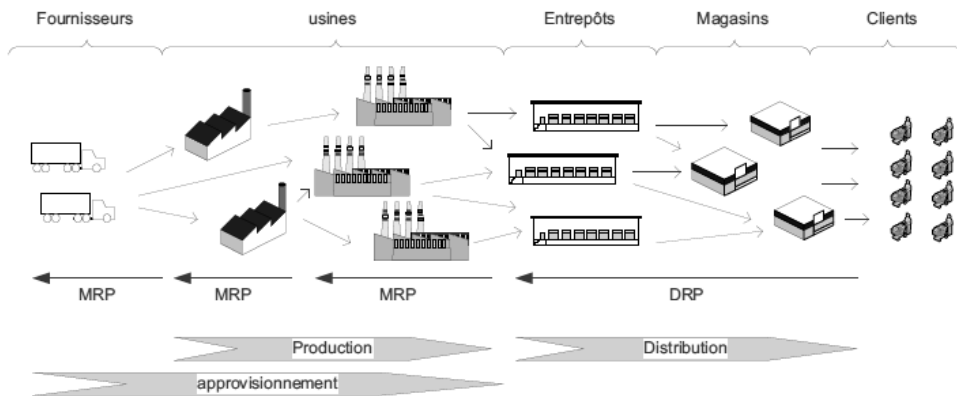 Fournisseurs usines Entrepôts Magasins Clients
MRP MRP MRP DRP
Production Distribution
approvisionnement